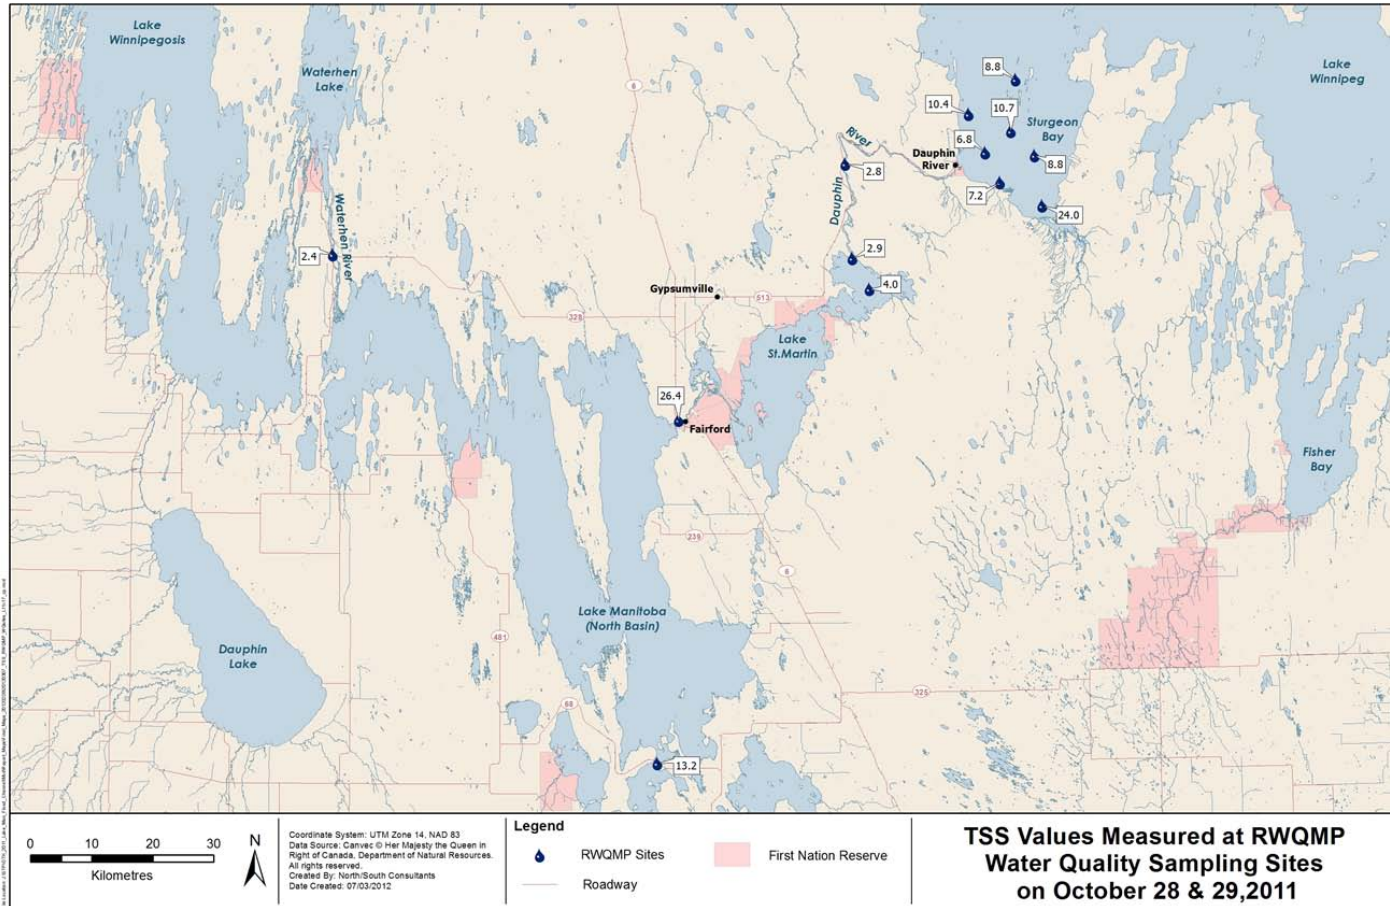 Lake
Winnipegosis
Waterhen
Lake
Lake
Winnipeg
6
8.8
10.4
10.7
Sturgeon
Bay
River
6.8
Dauphin
River
8.8
2.8
7.2
Dauphin
24.0
Waterhen River
2.4
2.9
4.0
Gypsumville
513
328
Lake
St.Martin
26.4
Fairford
Fisher
Bay
239
6
Lake Manitoba
(North Basin)
481
Dauphin
Lake
325
68
13.2
0 10 20 30
Kilometres
N
Coordinate System: UTM Zone 14, NAD 83
Data Source: Canvec © Her Majesty the Queen in
Right of Canada, Department of Natural Resources.
All rights reserved.
Created By: North/South Consultants
Date Created: 07/03/2012
Legend
RWQMP Sites
First Nation Reserve
Roadway
TSS Values Measured at RWQMP
Water Quality Sampling Sites
on October 28 & 29,2011